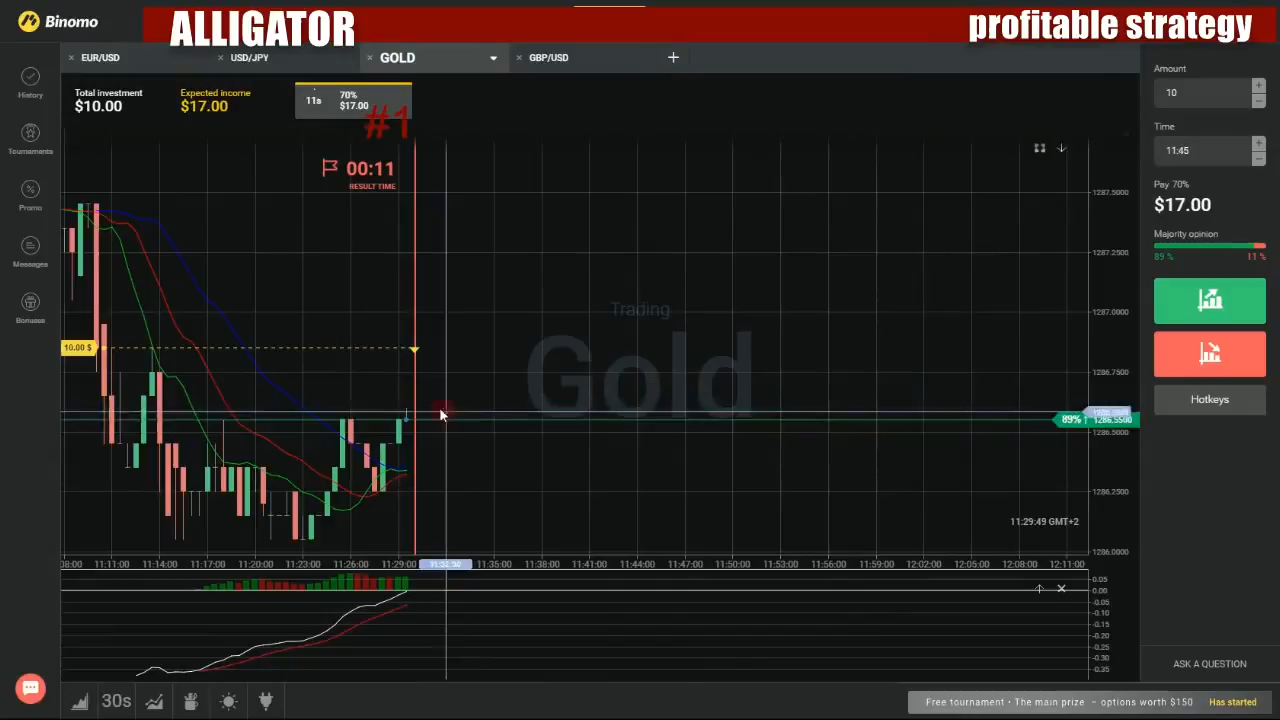 Binomo
ALLIGATOR
profitable strategy
EUR/USD
USD/JPY
GOLD
GBP/USD
History
Tournaments
Promo
Messages
Bonuses
Total investment
$10.00
Expected income
$17.00
11s
70%
$17.00
#1
00:11
RESULT TIME
10.00 $
Trading
Gold
1287.5000
1287.2500
1287.0000
1286.7500
1286.5000
1286.2500
1286.0000
89%
1286.5500
11:29:49 GMT+2
08:00 11:11:00 11:14:00 11:17:00 11:20:00 11:23:00 11:26:00 11:29:00 11:35:00 11:38:00 11:41:00 11:44:00 11:47:00 11:50:00 11:53:00 11:56:00 11:59:00 12:02:00 12:05:00 12:08:00 12:11:00
0.05
0.00
-0.05
-0.10
-0.15
-0.20
-0.25
-0.30
-0.35
30s
Amount
10
+
−
Time
11:45
+
−
Pay 70%
$17.00
Majority opinion
89 % 11 %
Hotkeys
ASK A QUESTION
Free tournament · The main prize – options worth $150 Has started